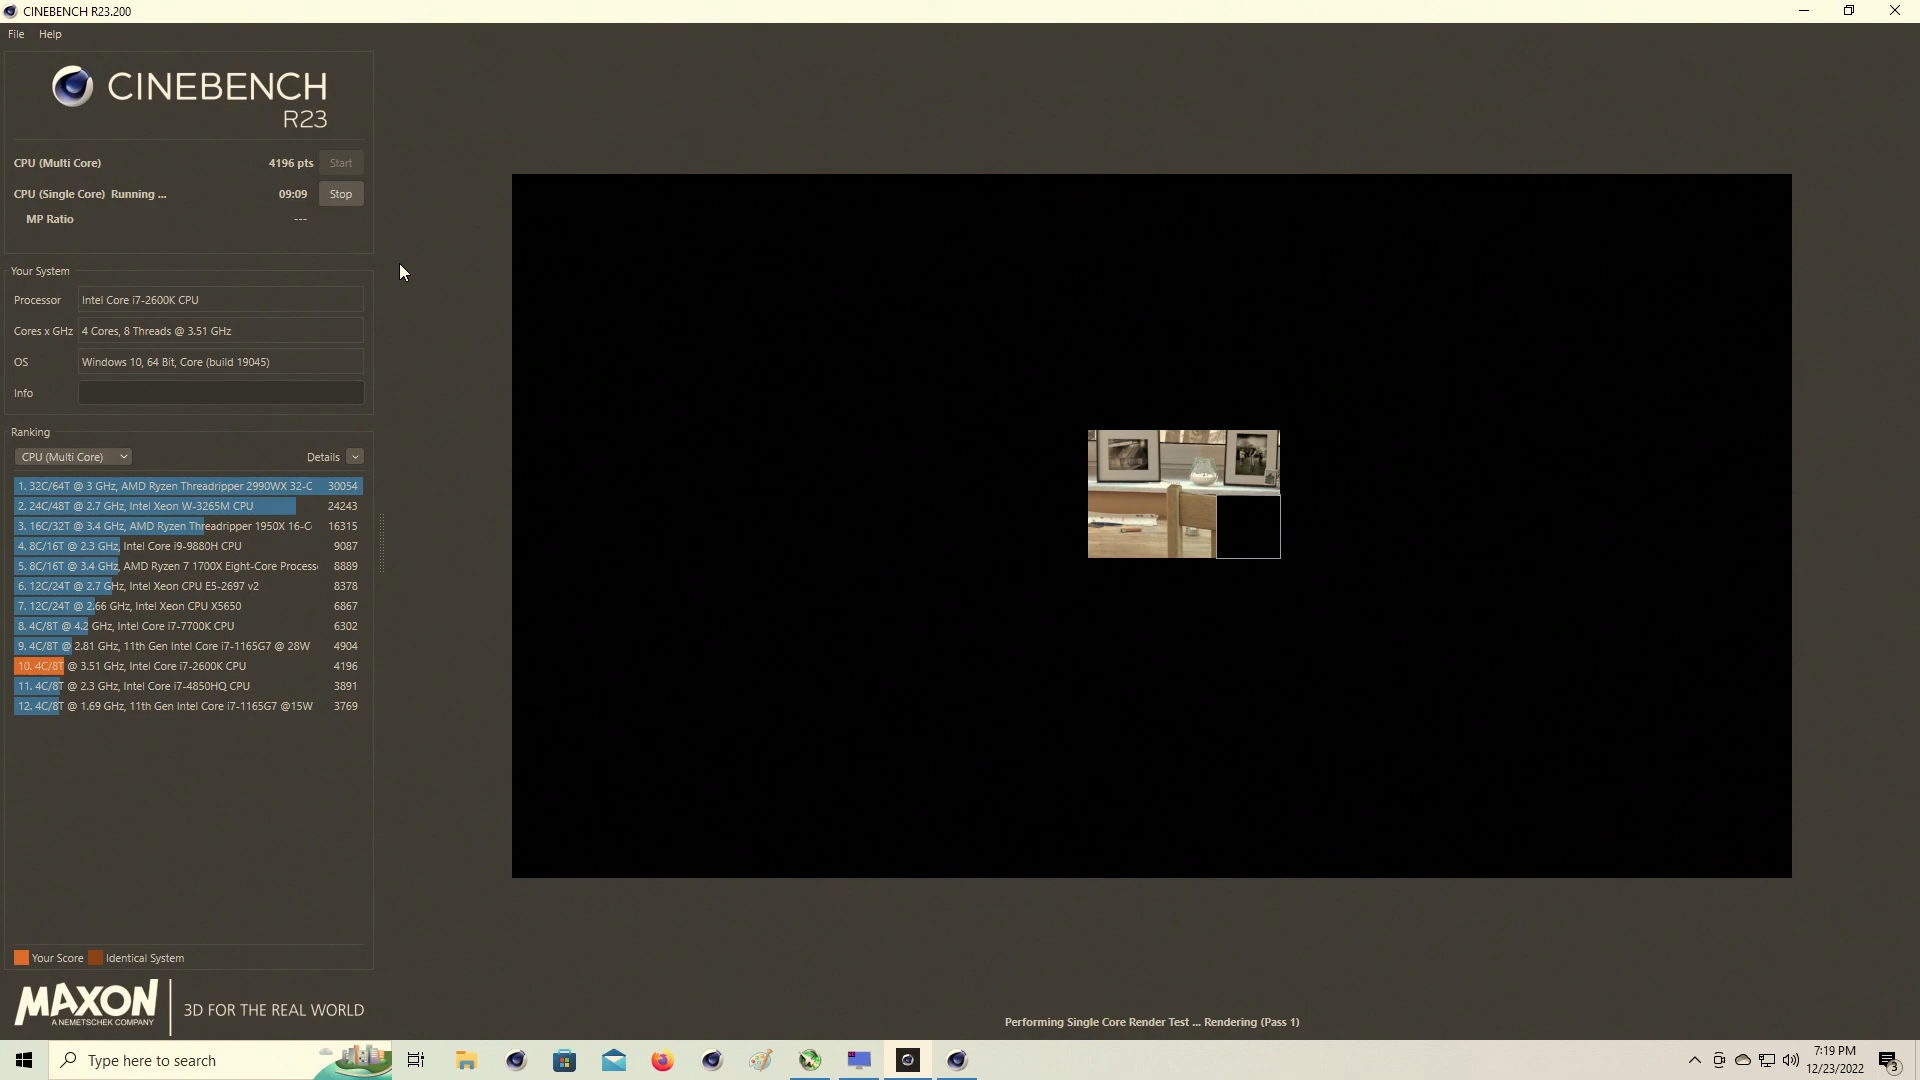 CINEBENCH R23.200
File Help
CINEBENCH
R23
CPU (Multi Core) 4196 pts Start
CPU (Single Core) Running ... 09:09 Stop
MP Ratio ---
Your System
Processor Intel Core i7-2600K CPU
Cores x GHz 4 Cores, 8 Threads @ 3.51 GHz
OS Windows 10, 64 Bit, Core (build 19045)
Info
Ranking
CPU (Multi Core) Details
1. 32C/64T @ 3 GHz, AMD Ryzen Threadripper 2990WX 32-C 30054
2. 24C/48T @ 2.7 GHz, Intel Xeon W-3265M CPU 24243
3. 16C/32T @ 3.4 GHz, AMD Ryzen Threadripper 1950X 16-C 16315
4. 8C/16T @ 2.3 GHz, Intel Core i9-9880H CPU 9087
5. 8C/16T @ 3.4 GHz, AMD Ryzen 7 1700X Eight-Core Process 8889
6. 12C/24T @ 2.7 GHz, Intel Xeon CPU E5-2697 v2 8378
7. 12C/24T @ 2.66 GHz, Intel Xeon CPU X5650 6867
8. 4C/8T @ 4.2 GHz, Intel Core i7-7700K CPU 6302
9. 4C/8T @ 2.81 GHz, 11th Gen Intel Core i7-1165G7 @ 28W 4904
10. 4C/8T @ 3.51 GHz, Intel Core i7-2600K CPU 4196
11. 4C/8T @ 2.3 GHz, Intel Core i7-4850HQ CPU 3891
12. 4C/8T @ 1.69 GHz, 11th Gen Intel Core i7-1165G7 @15W 3769
Your Score Identical System
MAXON 3D FOR THE REAL WORLD
A NEMETSCHEK COMPANY
Performing Single Core Render Test ... Rendering (Pass 1)
Type here to search
7:19 PM
12/23/2022
3